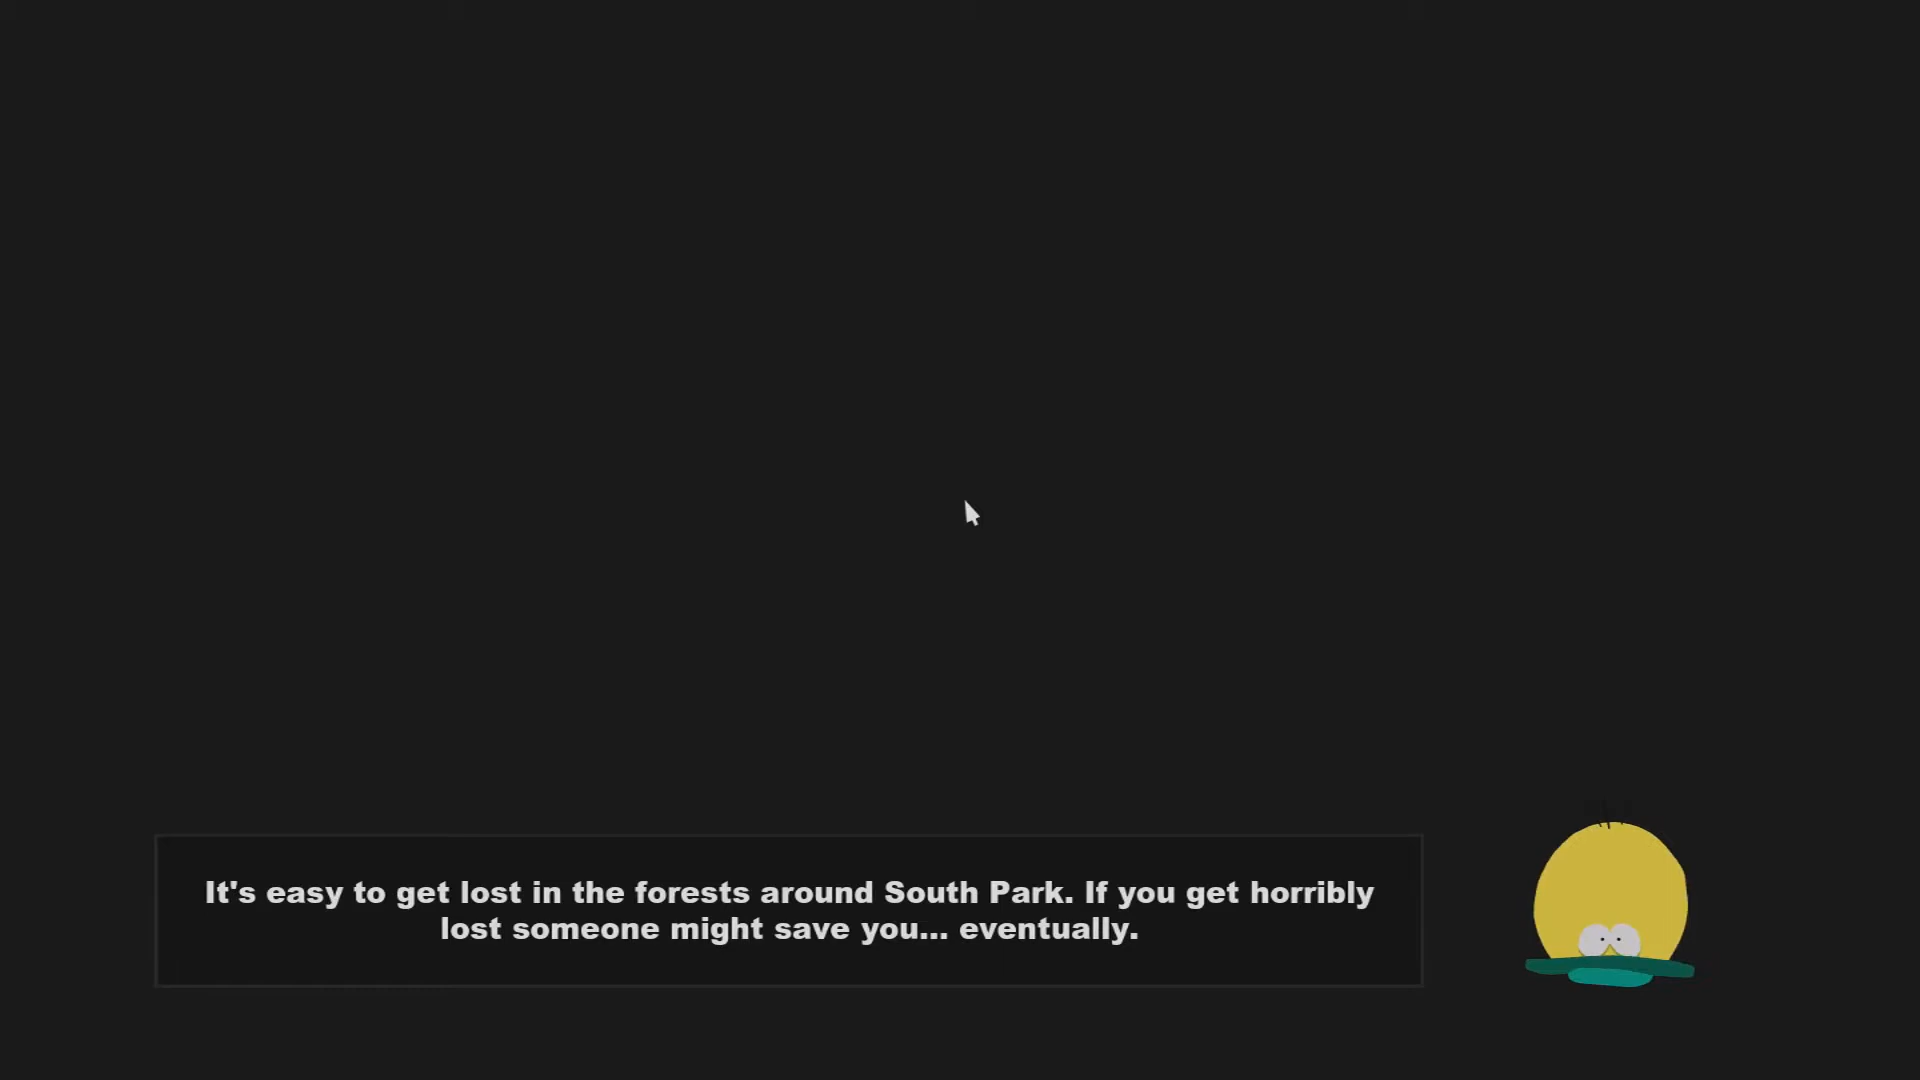 It's easy to get lost in the forests around South Park. If you get horribly
lost someone might save you... eventually.